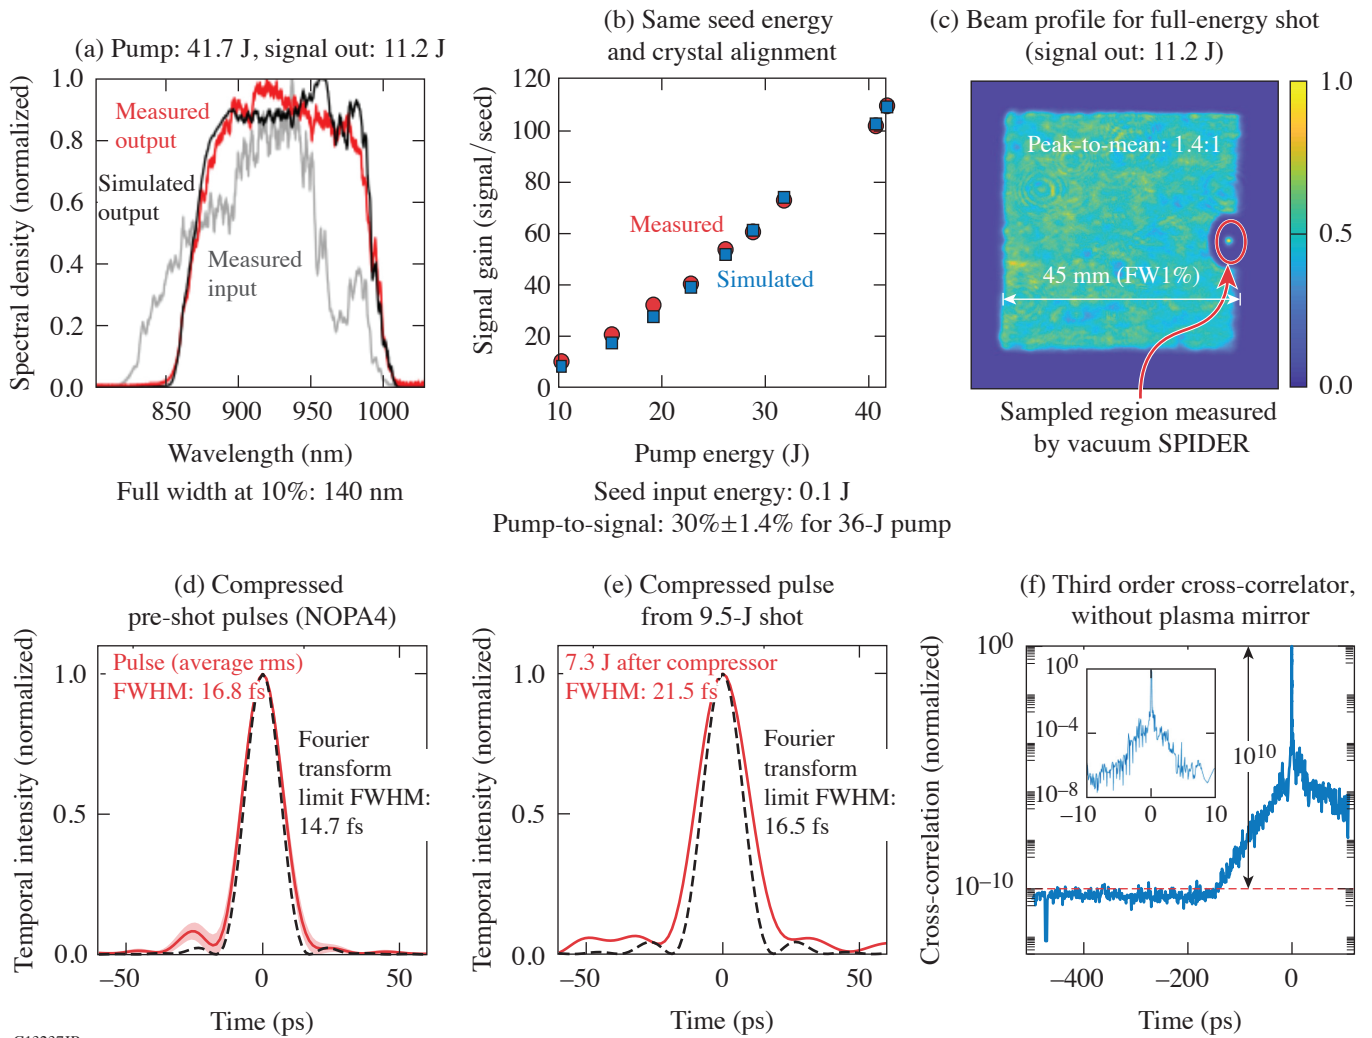 (a) Pump: 41.7 J, signal out: 11.2 J
Spectral density (normalized)
1.0
0.8
0.6
0.4
0.2
0.0
Measured
output
Simulated
output
Measured
input
850
900
950
1000
Wavelength (nm)
Full width at 10%: 140 nm
(b) Same seed energy
and crystal alignment
Signal gain (signal/seed)
120
100
80
60
40
20
0
Measured
Simulated
10
20
30
40
Pump energy (J)
Seed input energy: 0.1 J
Pump-to-signal: 30%±1.4% for 36-J pump
(c) Beam profile for full-energy shot
(signal out: 11.2 J)
Peak-to-mean: 1.4:1
45 mm (FW1%)
1.0
0.5
0.0
Sampled region measured
by vacuum SPIDER
(d) Compressed
pre-shot pulses (NOPA4)
Temporal intensity (normalized)
1.0
0.5
0.0
Pulse (average rms)
FWHM: 16.8 fs
Fourier
transform
limit FWHM:
14.7 fs
−50
0
50
Time (ps)
(e) Compressed pulse
from 9.5-J shot
Temporal intensity (normalized)
1.0
0.5
0.0
7.3 J after compressor
FWHM: 21.5 fs
Fourier
transform
limit FWHM:
16.5 fs
−50
0
50
Time (ps)
(f) Third order cross-correlator,
without plasma mirror
Cross-correlation (normalized)
10⁰
10⁻¹⁰
10⁰
10⁻⁴
10⁻⁸
−10
0
10
10¹⁰
−400
−200
0
Time (ps)